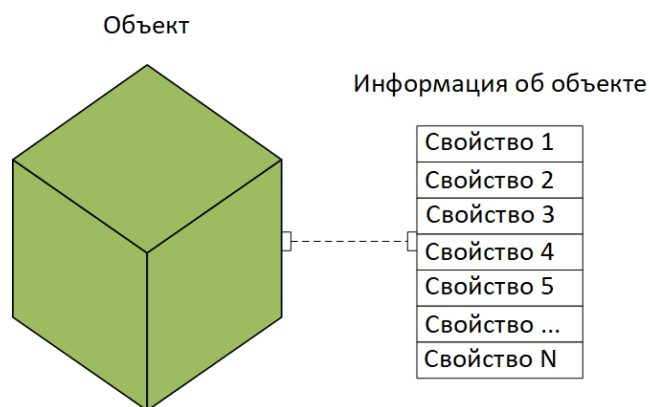 Объект
Информация об объекте
Свойство 1
Свойство 2
Свойство 3
Свойство 4
Свойство 5
Свойство ...
Свойство N